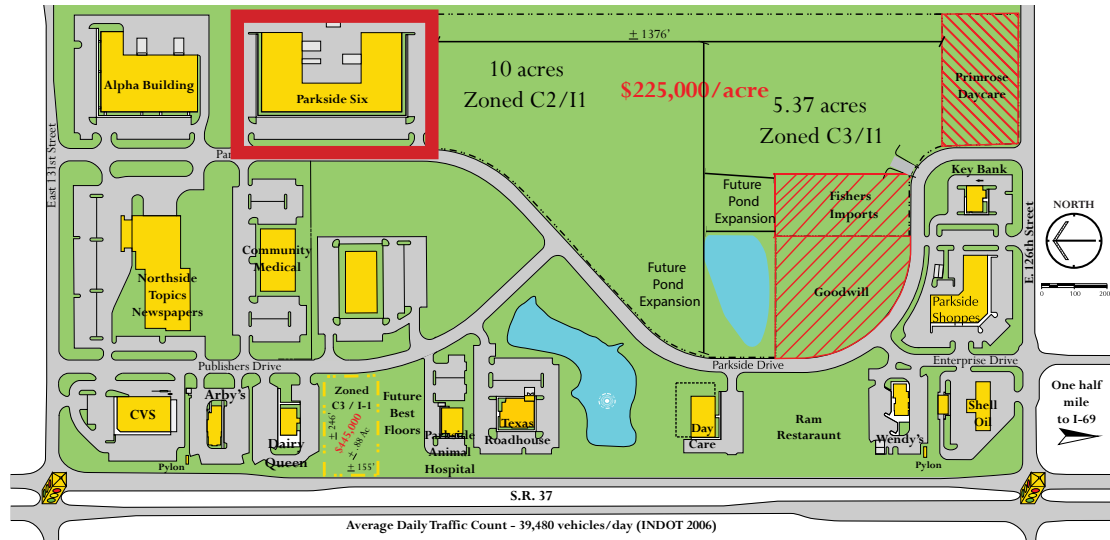 ± 1376'
10 acres
Zoned C2/I1
$225,000/acre
5.37 acres
Zoned C3/I1
Primrose
Daycare
Alpha Building
Parkside Six
East 131st Street
Key Bank
Future
Pond
Expansion
Fishers
Imports
NORTH
E. 126th Street
0 100 200
Community
Medical
Northside
Topics
Newspapers
Future
Pond
Expansion
Goodwill
Parkside
Shoppes
Publishers Drive
Parkside Drive
Enterprise Drive
CVS
Arby's
Dairy
Queen
Zoned
C3 / I-1
± 246'
$445,000
± .88 Ac
± 155'
Future
Best
Floors
Parkside
Animal
Hospital
Texas
Roadhouse
Day
Care
Ram
Restaraunt
Wendy's
Shell
Oil
One half
mile
to I-69
Pylon
Pylon
S.R. 37
Average Daily Traffic Count - 39,480 vehicles/day (INDOT 2006)